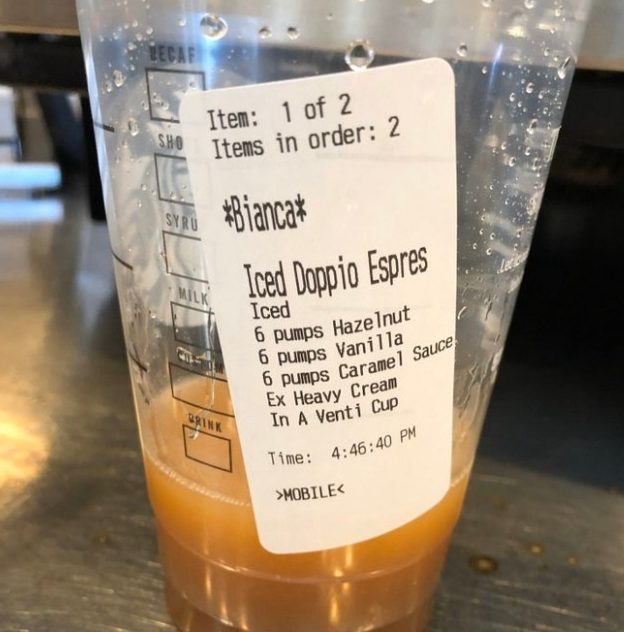 DECAF
SHO
SYRU
MILK
DRINK
Item: 1 of 2
Items in order: 2
*Bianca*
Iced Doppio Espres
Iced
6 pumps Hazelnut
6 pumps Vanilla
6 pumps Caramel Sauce
Ex Heavy Cream
In A Venti Cup
Time: 4:46:40 PM
>MOBILE<